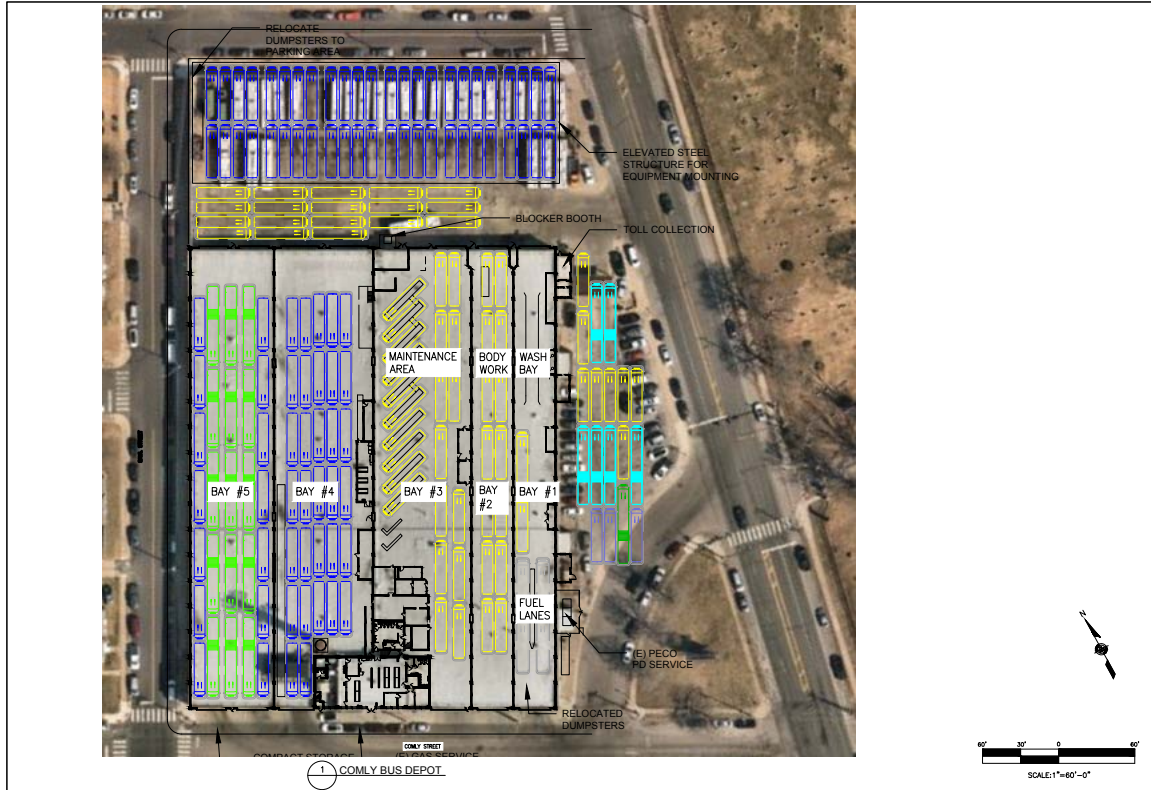 RELOCATE
DUMPSTERS TO
PARKING AREA
ELEVATED STEEL
STRUCTURE FOR
EQUIPMENT MOUNTING
BLOCKER BOOTH
TOLL COLLECTION
MAINTENANCE
AREA
BODY
WORK
WASH
BAY
BAY #5
BAY #4
BAY #3
BAY
#2
BAY #1
FUEL
LANES
(E) PECO
PD SERVICE
RELOCATED
DUMPSTERS
COMLY STREET
COMPACT STORAGE
(E) GAS SERVICE
1
COMLY BUS DEPOT
N
60' 30' 0 60'
SCALE:1"=60'-0"